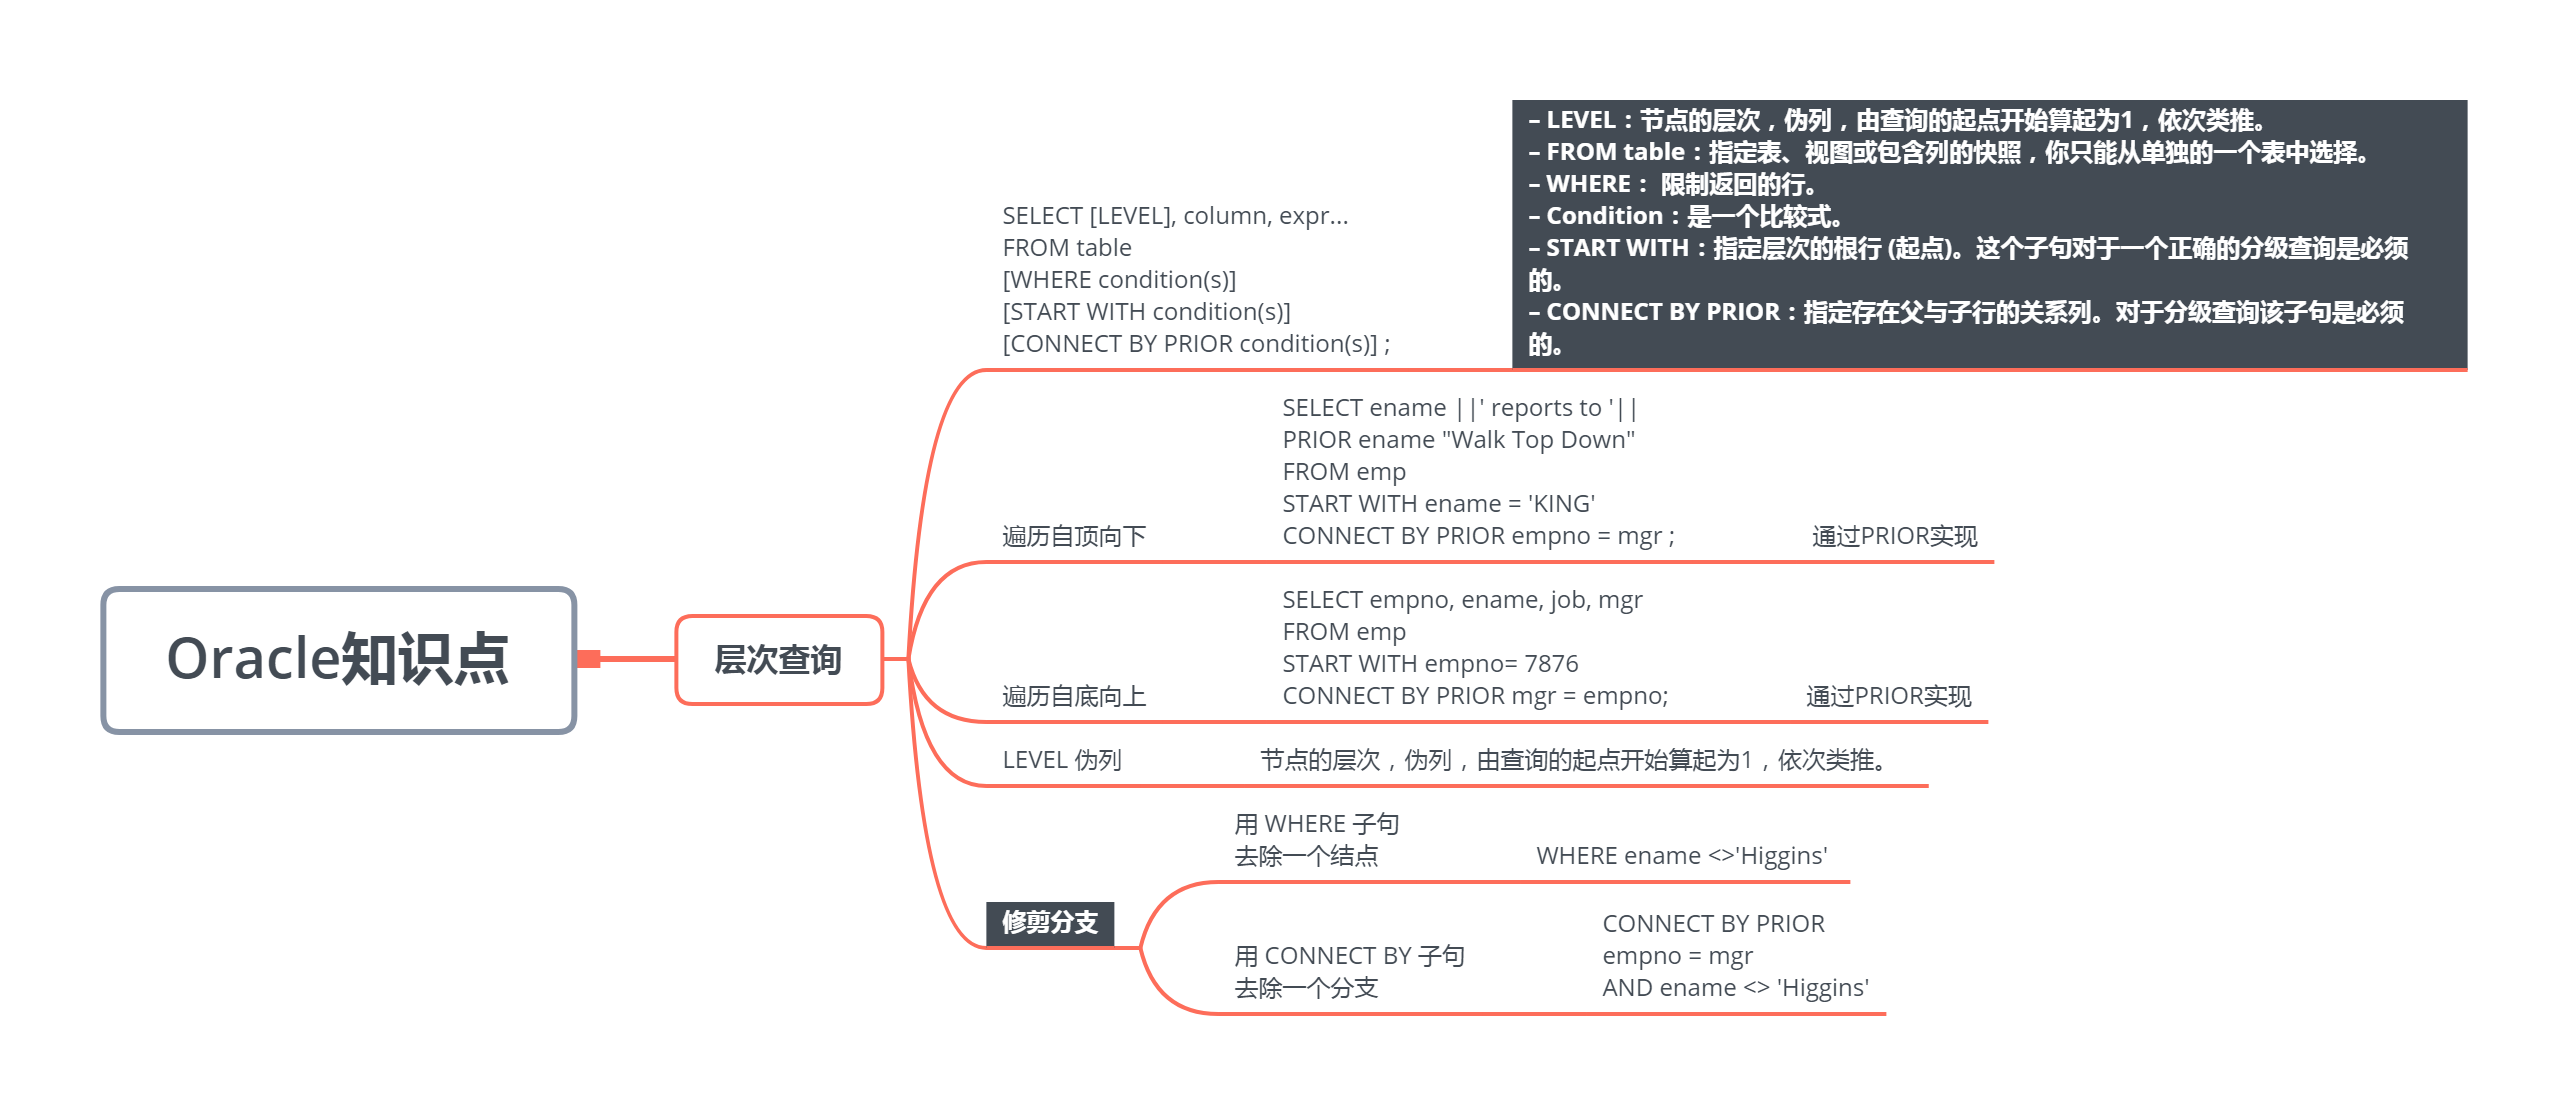 Oracle知识点
层次查询
SELECT [LEVEL], column, expr...
FROM table
[WHERE condition(s)]
[START WITH condition(s)]
[CONNECT BY PRIOR condition(s)] ;
– LEVEL：节点的层次，伪列，由查询的起点开始算起为1，依次类推。
– FROM table：指定表、视图或包含列的快照，你只能从单独的一个表中选择。
– WHERE： 限制返回的行。
– Condition：是一个比较式。
– START WITH：指定层次的根行 (起点)。这个子句对于一个正确的分级查询是必须
的。
– CONNECT BY PRIOR：指定存在父与子行的关系列。对于分级查询该子句是必须
的。
遍历自顶向下
SELECT ename ||' reports to '||
PRIOR ename "Walk Top Down"
FROM emp
START WITH ename = 'KING'
CONNECT BY PRIOR empno = mgr ;
通过PRIOR实现
遍历自底向上
SELECT empno, ename, job, mgr
FROM emp
START WITH empno= 7876
CONNECT BY PRIOR mgr = empno;
通过PRIOR实现
LEVEL 伪列
节点的层次，伪列，由查询的起点开始算起为1，依次类推。
修剪分支
用 WHERE 子句
去除一个结点
WHERE ename <>'Higgins'
用 CONNECT BY 子句
去除一个分支
CONNECT BY PRIOR
empno = mgr
AND ename <> 'Higgins'